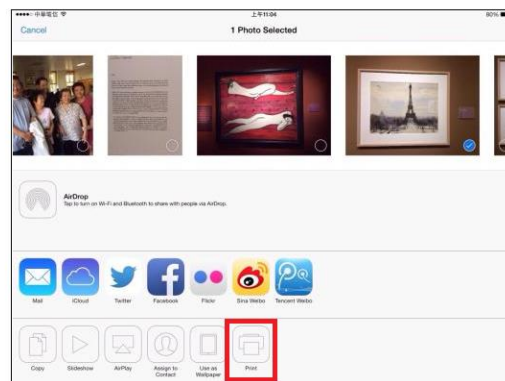 中華電信 上午11:04 80%
Cancel 1 Photo Selected
AirDrop
Tap to turn on Wi-Fi and Bluetooth to share with people via AirDrop.
Mail iCloud Twitter Facebook Flickr Sina Weibo Tencent Weibo
Copy Slideshow AirPlay Assign to Contact Use as Wallpaper Print